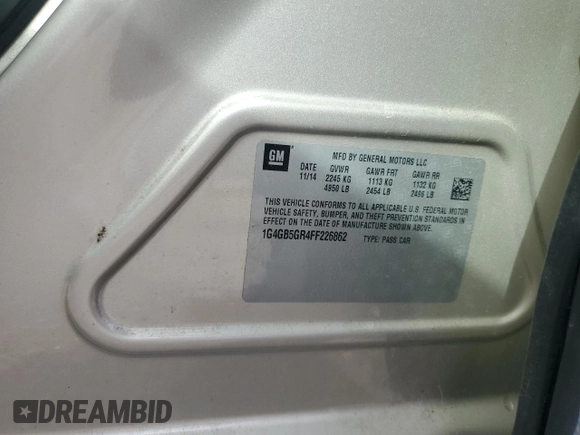 GM
MFD BY GENERAL MOTORS LLC
DATE GVWR GAWR FRT GAWR RR
11/14 2245 KG 1113 KG 1132 KG
4950 LB 2454 LB 2496 LB
THIS VEHICLE CONFORMS TO ALL APPLICABLE U.S. FEDERAL MOTOR
VEHICLE SAFETY, BUMPER, AND THEFT PREVENTION STANDARDS
IN EFFECT ON THE DATE OF MANUFACTURE SHOWN ABOVE.
1G4GB5GR4FF226862 TYPE: PASS CAR
DREAMBID